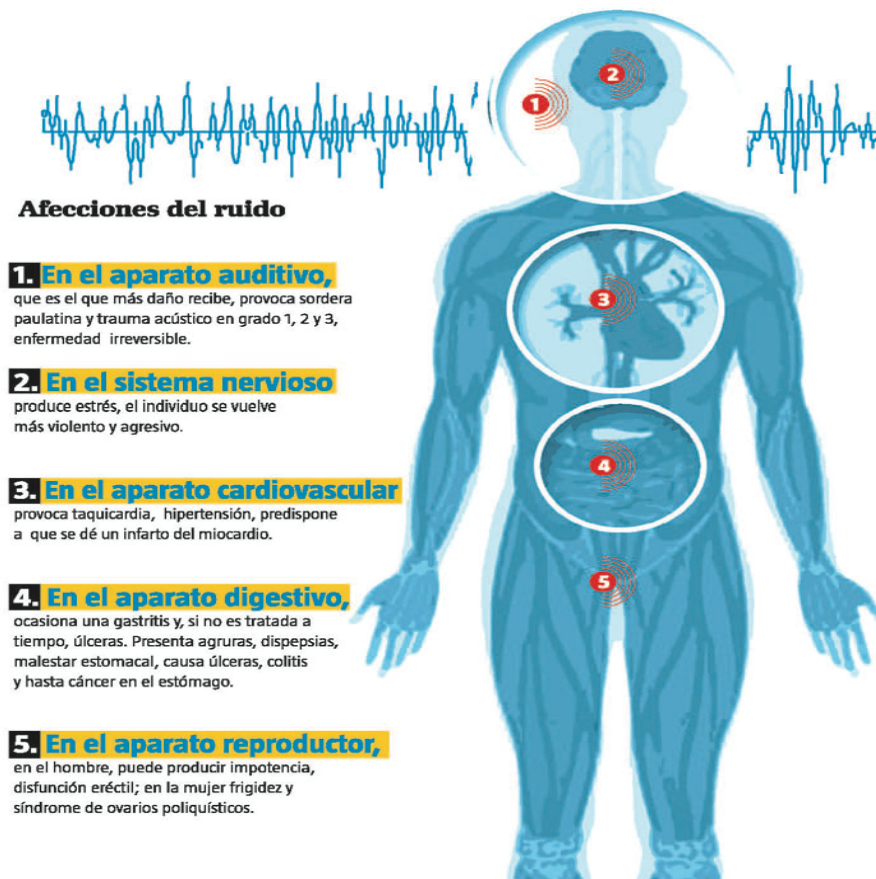 2
1
Afecciones del ruido
1. En el aparato auditivo,
que es el que más daño recibe, provoca sordera
paulatina y trauma acústico en grado 1, 2 y 3,
enfermedad irreversible.
3
2. En el sistema nervioso
produce estrés, el individuo se vuelve
más violento y agresivo.
4
3. En el aparato cardiovascular
provoca taquicardia, hipertensión, predispone
a que se dé un infarto del miocardio.
5
4. En el aparato digestivo,
ocasiona una gastritis y, si no es tratada a
tiempo, úlceras. Presenta agruras, dispepsias,
malestar estomacal, causa úlceras, colitis
y hasta cáncer en el estómago.
5. En el aparato reproductor,
en el hombre, puede producir impotencia,
disfunción eréctil; en la mujer frigidez y
síndrome de ovarios poliquísticos.